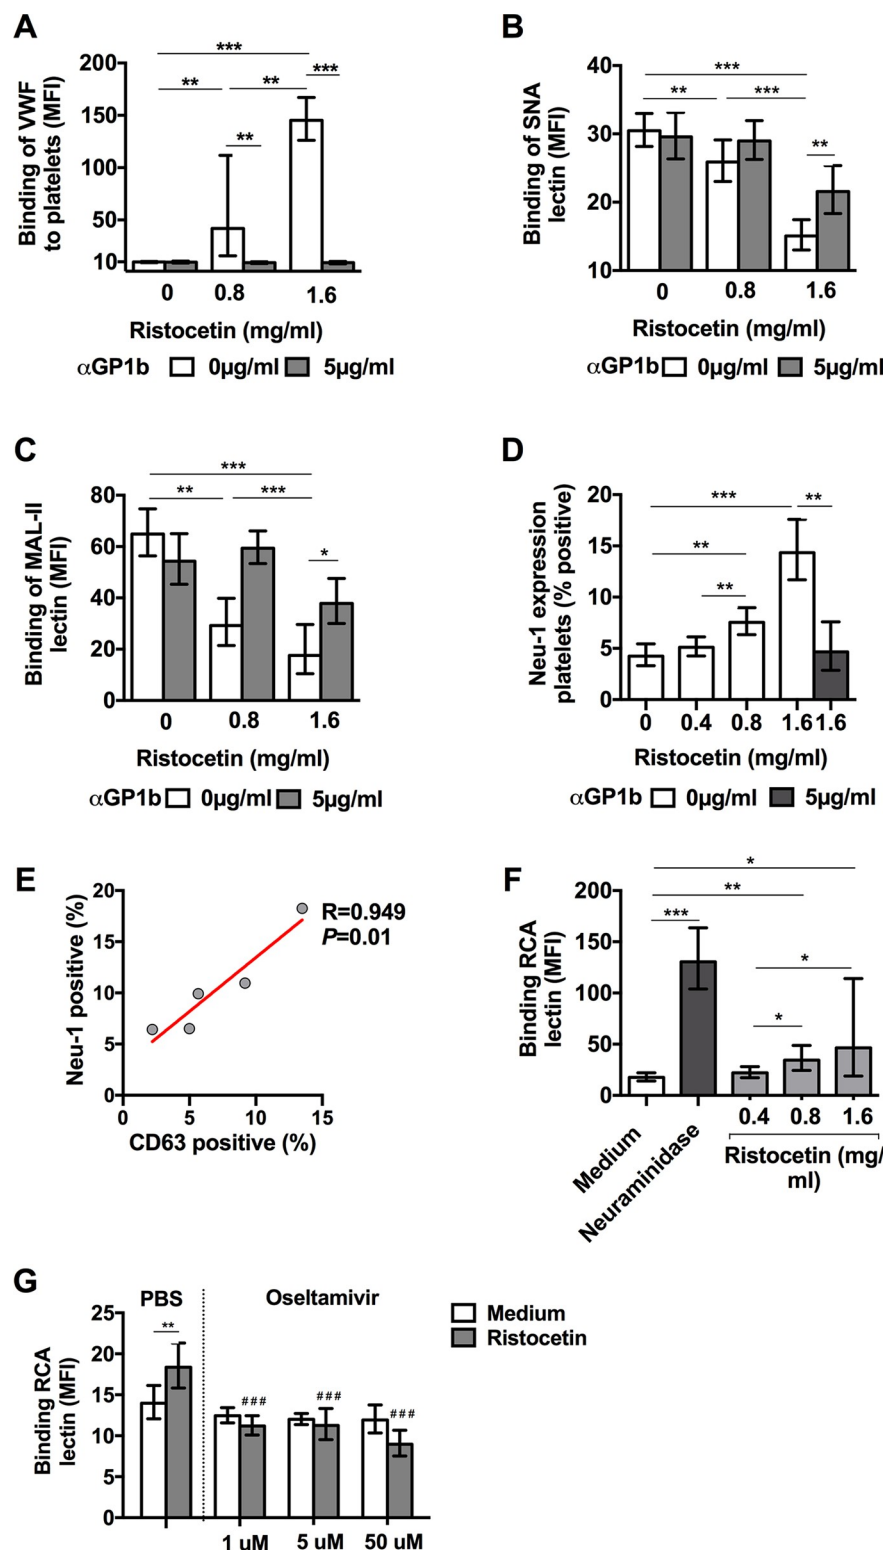 A
Binding of VWF
to platelets (MFI)
200
150
100
50
10
***
**
**
***
**
0
0.8
1.6
Ristocetin (mg/ml)
αGP1b 0µg/ml 5µg/ml
B
Binding of SNA
lectin (MFI)
40
30
20
10
***
**
***
**
0
0.8
1.6
Ristocetin (mg/ml)
αGP1b 0µg/ml 5µg/ml
C
Binding of MAL-II
lectin (MFI)
80
60
40
20
0
***
**
***
*
0
0.8
1.6
Ristocetin (mg/ml)
αGP1b 0µg/ml 5µg/ml
D
Neu-1 expression
platelets (% positive)
20
15
10
5
0
***
**
**
**
0 0.4 0.8 1.6 1.6
Ristocetin (mg/ml)
αGP1b 0µg/ml 5µg/ml
E
Neu-1 positive (%)
20
15
10
5
0
R=0.949
P=0.01
0 5 10 15
CD63 positive (%)
F
Binding RCA
lectin (MFI)
200
150
100
50
0
*
**
***
*
*
Medium
Neuraminidase
0.4 0.8 1.6
Ristocetin (mg/
ml)
G
PBS
Oseltamivir
Medium
Ristocetin
Binding RCA
lectin (MFI)
25
20
15
10
5
0
**
###
###
###
1 uM 5 uM 50 uM